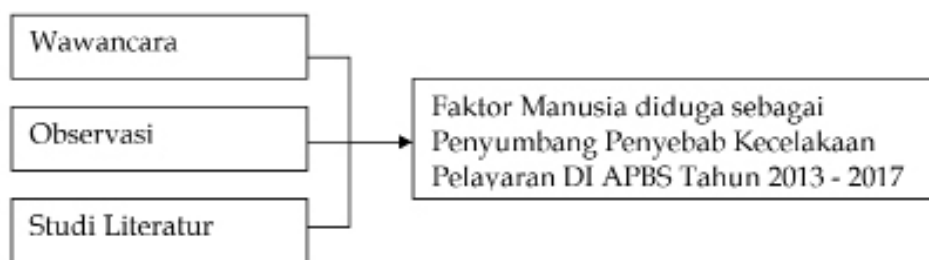 Wawancara
Observasi
Studi Literatur
Faktor Manusia diduga sebagai
Penyumbang Penyebab Kecelakaan
Pelayaran DI APBS Tahun 2013 - 2017